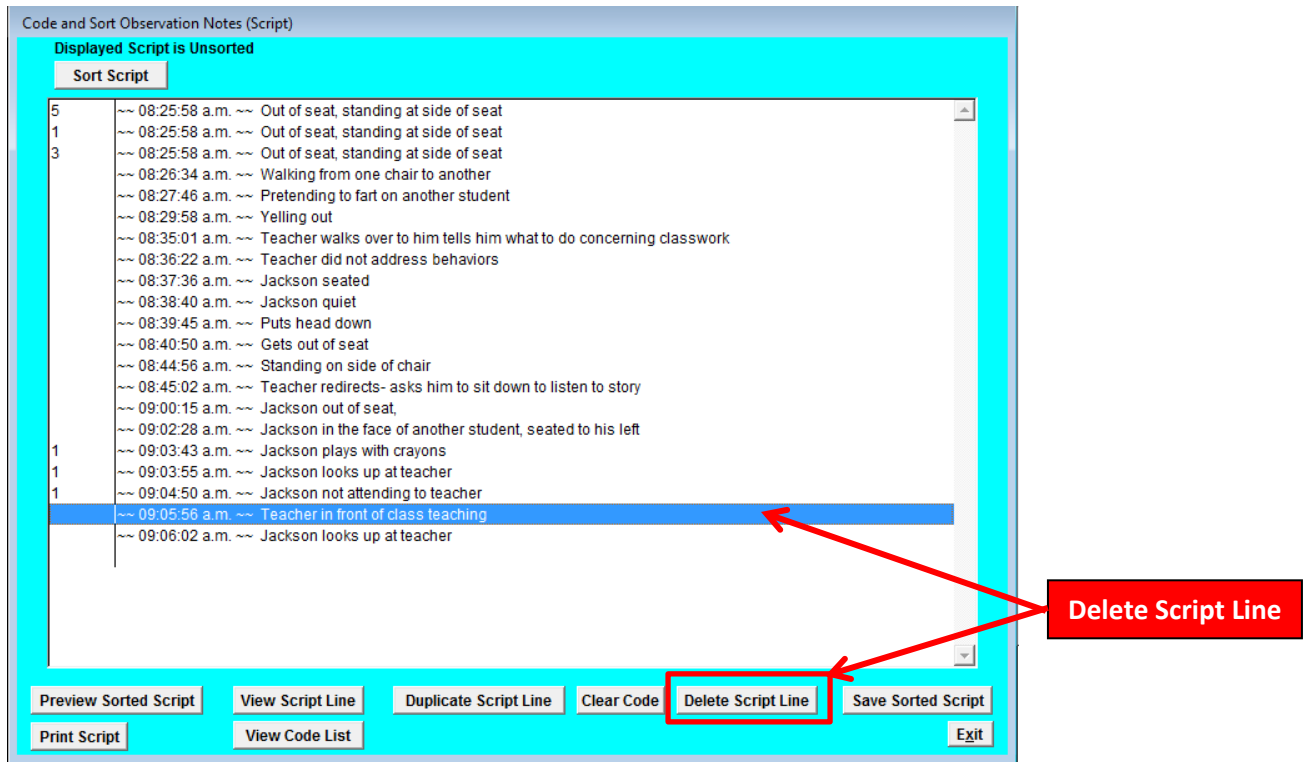 Code and Sort Observation Notes (Script)
Displayed Script is Unsorted
Sort Script
5 ~~ 08:25:58 a.m. ~~ Out of seat, standing at side of seat
1 ~~ 08:25:58 a.m. ~~ Out of seat, standing at side of seat
3 ~~ 08:25:58 a.m. ~~ Out of seat, standing at side of seat
~~ 08:26:34 a.m. ~~ Walking from one chair to another
~~ 08:27:46 a.m. ~~ Pretending to fart on another student
~~ 08:29:58 a.m. ~~ Yelling out
~~ 08:35:01 a.m. ~~ Teacher walks over to him tells him what to do concerning classwork
~~ 08:36:22 a.m. ~~ Teacher did not address behaviors
~~ 08:37:36 a.m. ~~ Jackson seated
~~ 08:38:40 a.m. ~~ Jackson quiet
~~ 08:39:45 a.m. ~~ Puts head down
~~ 08:40:50 a.m. ~~ Gets out of seat
~~ 08:44:56 a.m. ~~ Standing on side of chair
~~ 08:45:02 a.m. ~~ Teacher redirects- asks him to sit down to listen to story
~~ 09:00:15 a.m. ~~ Jackson out of seat,
~~ 09:02:28 a.m. ~~ Jackson in the face of another student, seated to his left
1 ~~ 09:03:43 a.m. ~~ Jackson plays with crayons
1 ~~ 09:03:55 a.m. ~~ Jackson looks up at teacher
1 ~~ 09:04:50 a.m. ~~ Jackson not attending to teacher
~~ 09:05:56 a.m. ~~ Teacher in front of class teaching
~~ 09:06:02 a.m. ~~ Jackson looks up at teacher
Delete Script Line
Preview Sorted Script View Script Line Duplicate Script Line Clear Code Delete Script Line Save Sorted Script
Print Script View Code List Exit